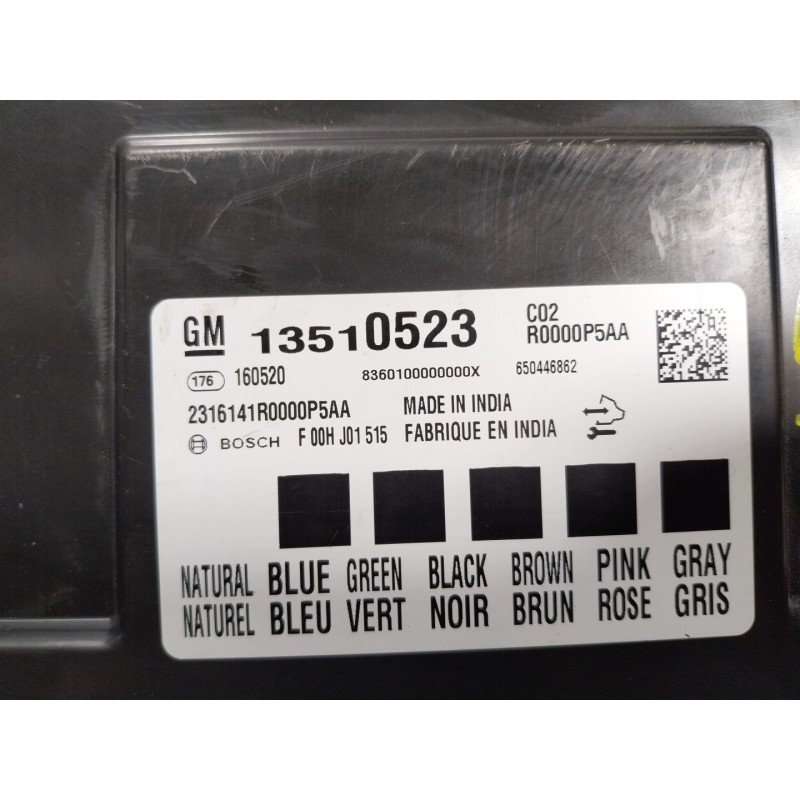 GM 13510523 C02
R0000P5AA
176 160520 8360100000000X 650446862
2316141R0000P5AA MADE IN INDIA
BOSCH F 00H J01 515 FABRIQUE EN INDIA
NATURAL BLUE GREEN BLACK BROWN PINK GRAY
NATUREL BLEU VERT NOIR BRUN ROSE GRIS